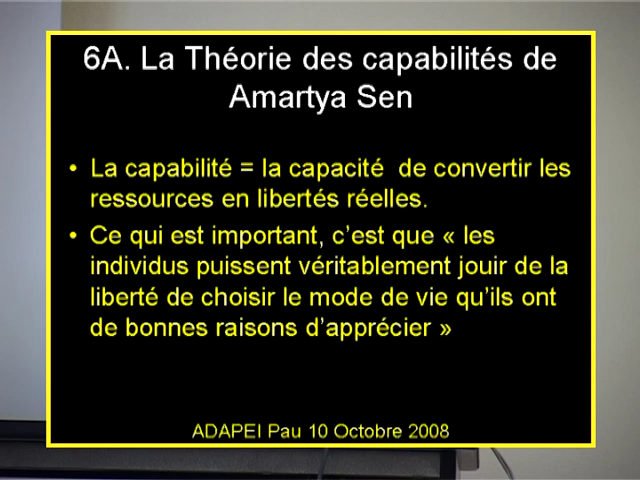 6A. La Théorie des capabilités de
Amartya Sen
• La capabilité = la capacité de convertir les
ressources en libertés réelles.
• Ce qui est important, c'est que « les
individus puissent véritablement jouir de la
liberté de choisir le mode de vie qu'ils ont
de bonnes raisons d'apprécier »
ADAPEI Pau 10 Octobre 2008